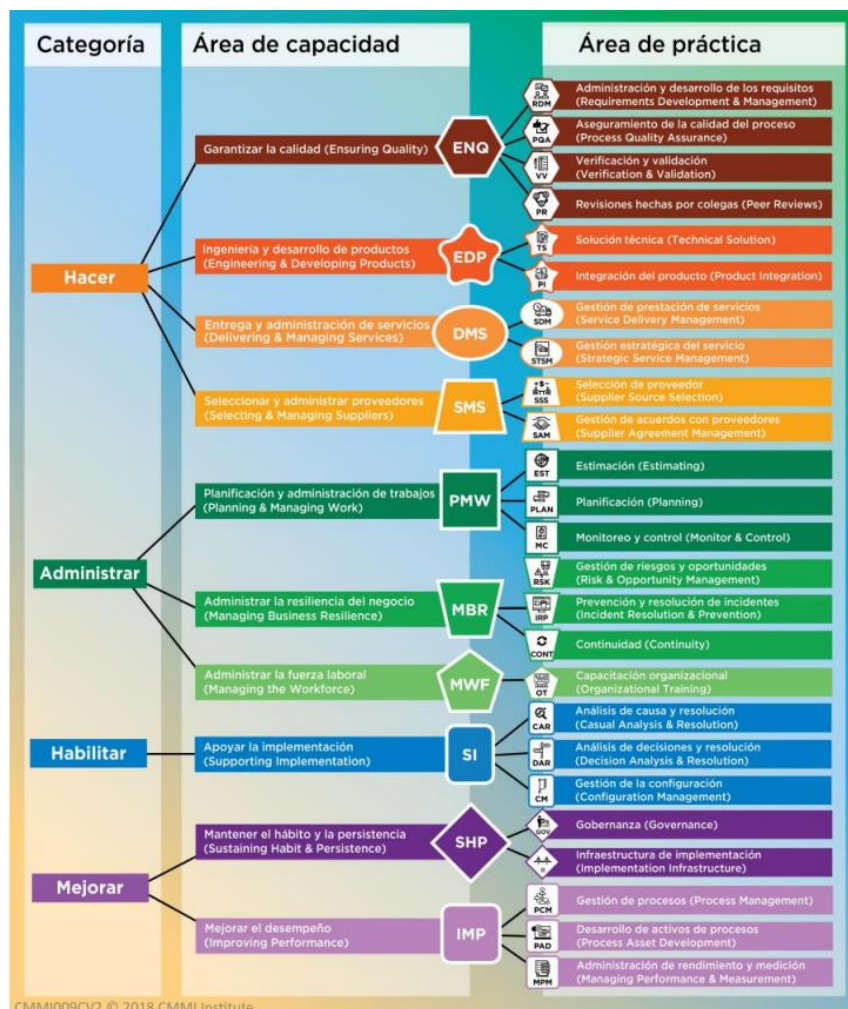 Categoría
Área de capacidad
Área de práctica
Hacer
Garantizar la calidad (Ensuring Quality)
ENQ
RDM
Administración y desarrollo de los requisitos
(Requirements Development & Management)
PQA
Aseguramiento de la calidad del proceso
(Process Quality Assurance)
VV
Verificación y validación
(Verification & Validation)
PR
Revisiones hechas por colegas (Peer Reviews)
Ingeniería y desarrollo de productos
(Engineering & Developing Products)
EDP
TS
Solución técnica (Technical Solution)
PI
Integración del producto (Product Integration)
Entrega y administración de servicios
(Delivering & Managing Services)
DMS
SDM
Gestión de prestación de servicios
(Service Delivery Management)
STSM
Gestión estratégica del servicio
(Strategic Service Management)
Seleccionar y administrar proveedores
(Selecting & Managing Suppliers)
SMS
SSS
Selección de proveedor
(Supplier Source Selection)
SAM
Gestión de acuerdos con proveedores
(Supplier Agreement Management)
Administrar
Planificación y administración de trabajos
(Planning & Managing Work)
PMW
EST
Estimación (Estimating)
PLAN
Planificación (Planning)
MC
Monitoreo y control (Monitor & Control)
Administrar la resiliencia del negocio
(Managing Business Resilience)
MBR
RSK
Gestión de riesgos y oportunidades
(Risk & Opportunity Management)
IRP
Prevención y resolución de incidentes
(Incident Resolution & Prevention)
CONT
Continuidad (Continuity)
Administrar la fuerza laboral
(Managing the Workforce)
MWF
OT
Capacitación organizacional
(Organizational Training)
Habilitar
Apoyar la implementación
(Supporting Implementation)
SI
CAR
Análisis de causa y resolución
(Casual Analysis & Resolution)
DAR
Análisis de decisiones y resolución
(Decision Analysis & Resolution)
CM
Gestión de la configuración
(Configuration Management)
Mejorar
Mantener el hábito y la persistencia
(Sustaining Habit & Persistence)
SHP
GOV
Gobernanza (Governance)
II
Infraestructura de implementación
(Implementation Infrastructure)
Mejorar el desempeño
(Improving Performance)
IMP
PCM
Gestión de procesos (Process Management)
PAD
Desarrollo de activos de procesos
(Process Asset Development)
MPM
Administración de rendimiento y medición
(Managing Performance & Measurement)
CMMI009CV2 © 2018 CMMI Institute